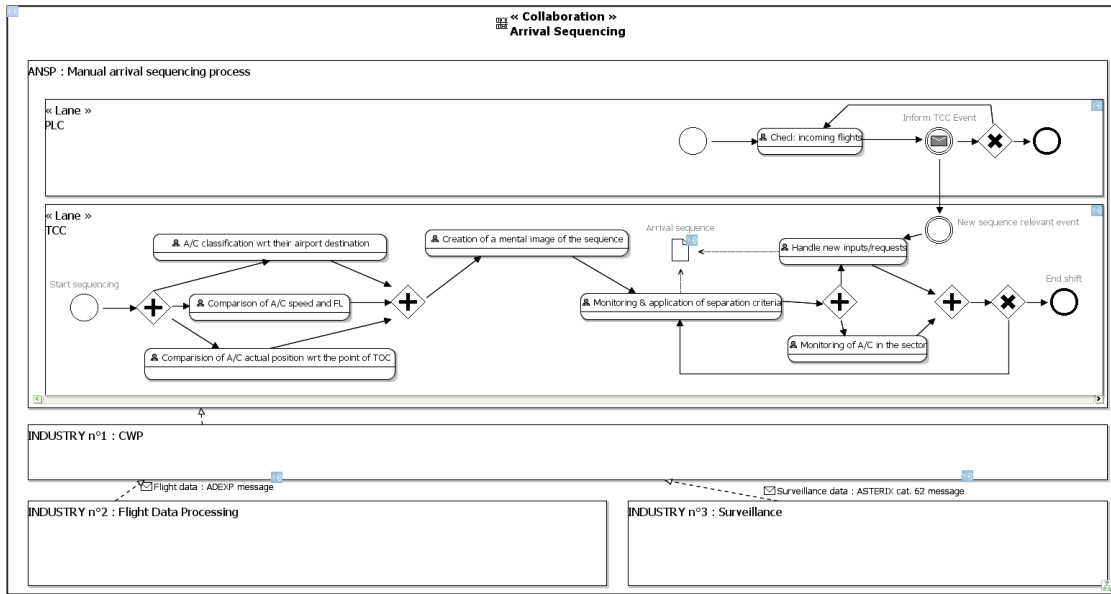 « Collaboration »
Arrival Sequencing
ANSP : Manual arrival sequencing process
« Lane »
PLC
Inform TCC Event
Check incoming flights
« Lane »
TCC
New sequence relevant event
Arrival sequence
A/C classification wrt their airport destination
Creation of a mental image of the sequence
Handle new inputs/requests
Start sequencing
End shift
Comparison of A/C speed and FL
Monitoring & application of separation criteria
Monitoring of A/C in the sector
Comparision of A/C actual position wrt the point of TOC
INDUSTRY n°1 : CWP
Flight data : ADEXP message
Surveillance data : ASTERIX cat. 62 message
INDUSTRY n°2 : Flight Data Processing
INDUSTRY n°3 : Surveillance